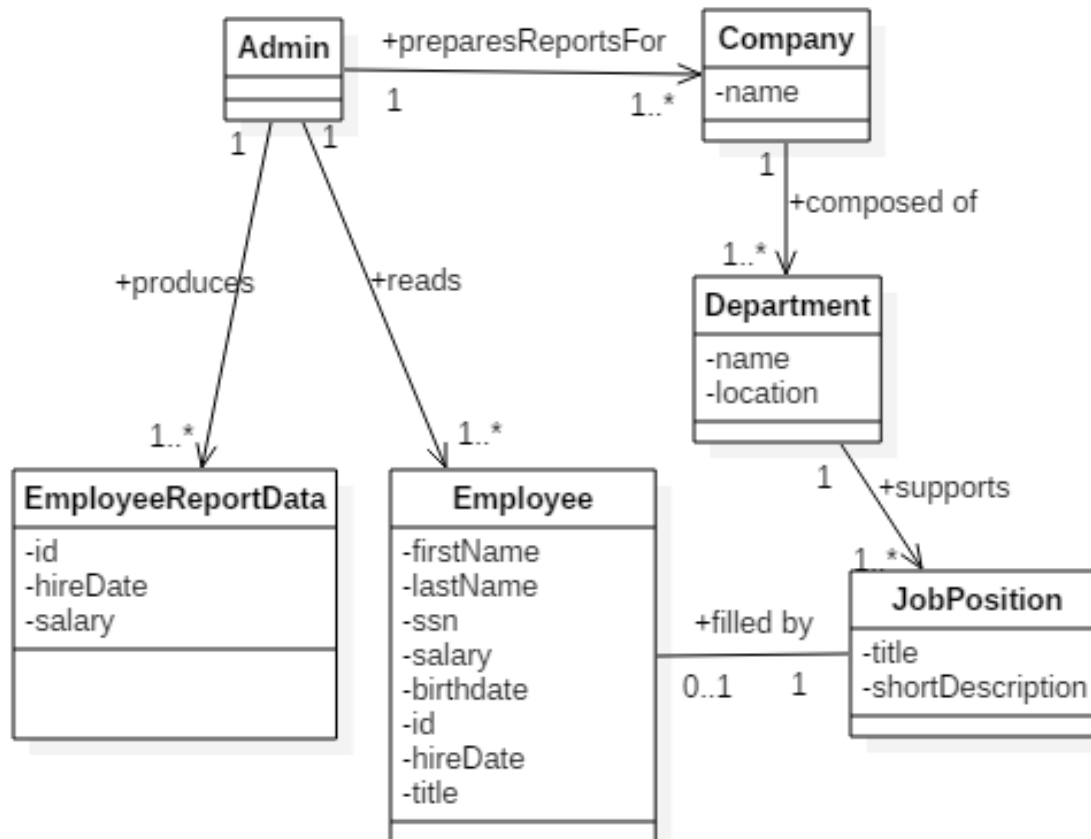 Admin
+preparesReportsFor
1
1..*
Company
-name
1
1
1
+composed of
1..*
+produces
+reads
Department
-name
-location
1..*
1..*
1
+supports
1..*
EmployeeReportData
-id
-hireDate
-salary
Employee
-firstName
-lastName
-ssn
-salary
-birthdate
-id
-hireDate
-title
+filled by
0..1
1
JobPosition
-title
-shortDescription